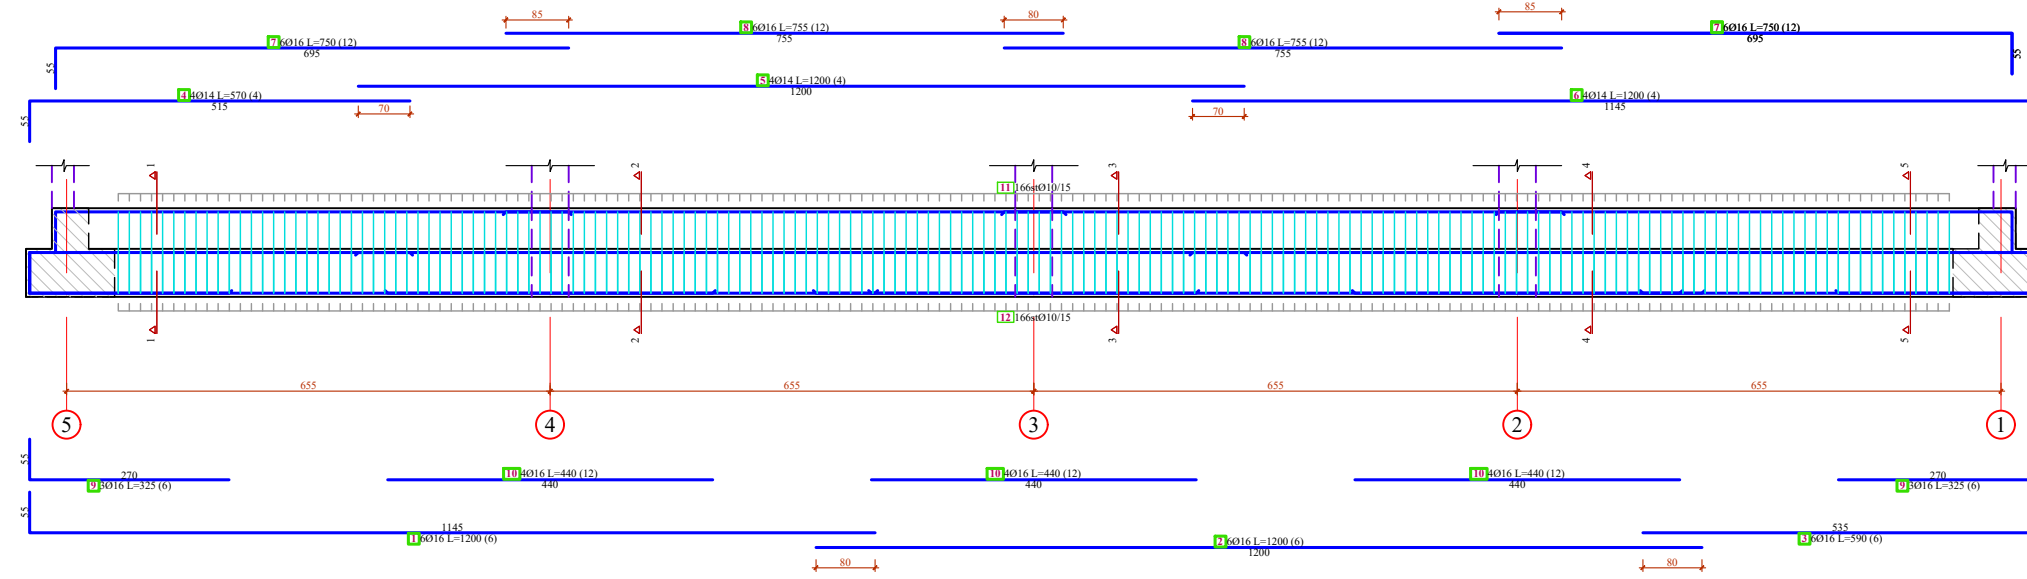 85
80
85
8 6Ø16 L=755 (12)
755
7 6Ø16 L=750 (12)
695
7 6Ø16 L=750 (12)
695
8 6Ø16 L=755 (12)
755
55
55
5 4Ø14 L=1200 (4)
1200
4 4Ø14 L=570 (4)
515
6 4Ø14 L=1200 (4)
1145
55
70
70
1
2
3
4
5
11 166stØ10/15
12 166stØ10/15
1
2
3
4
5
655
655
655
655
5
4
3
2
1
55
270
9 3Ø16 L=325 (6)
10 4Ø16 L=440 (12)
440
10 4Ø16 L=440 (12)
440
10 4Ø16 L=440 (12)
440
270
9 3Ø16 L=325 (6)
55
1145
1 6Ø16 L=1200 (6)
2 6Ø16 L=1200 (6)
1200
535
3 6Ø16 L=590 (6)
80
80